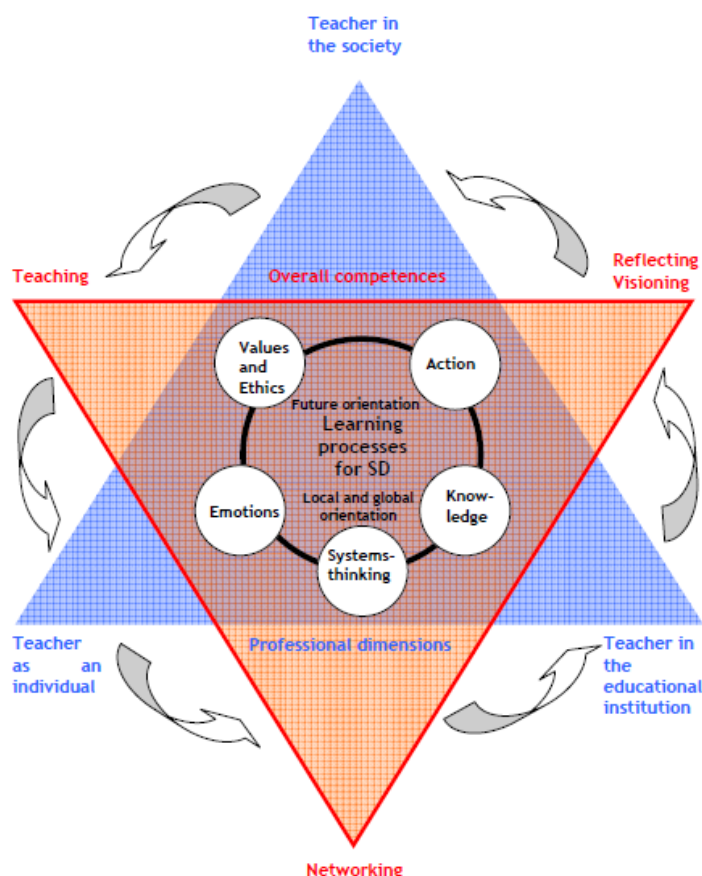 Teacher in
the society
Teaching
Overall competences
Reflecting
Visioning
Values
and
Ethics
Action
Future orientation
Learning
processes
for SD
Local and global
orientation
Emotions
Know-
ledge
Systems-
thinking
Teacher
as an
individual
Professional dimensions
Teacher in
the
educational
institution
Networking